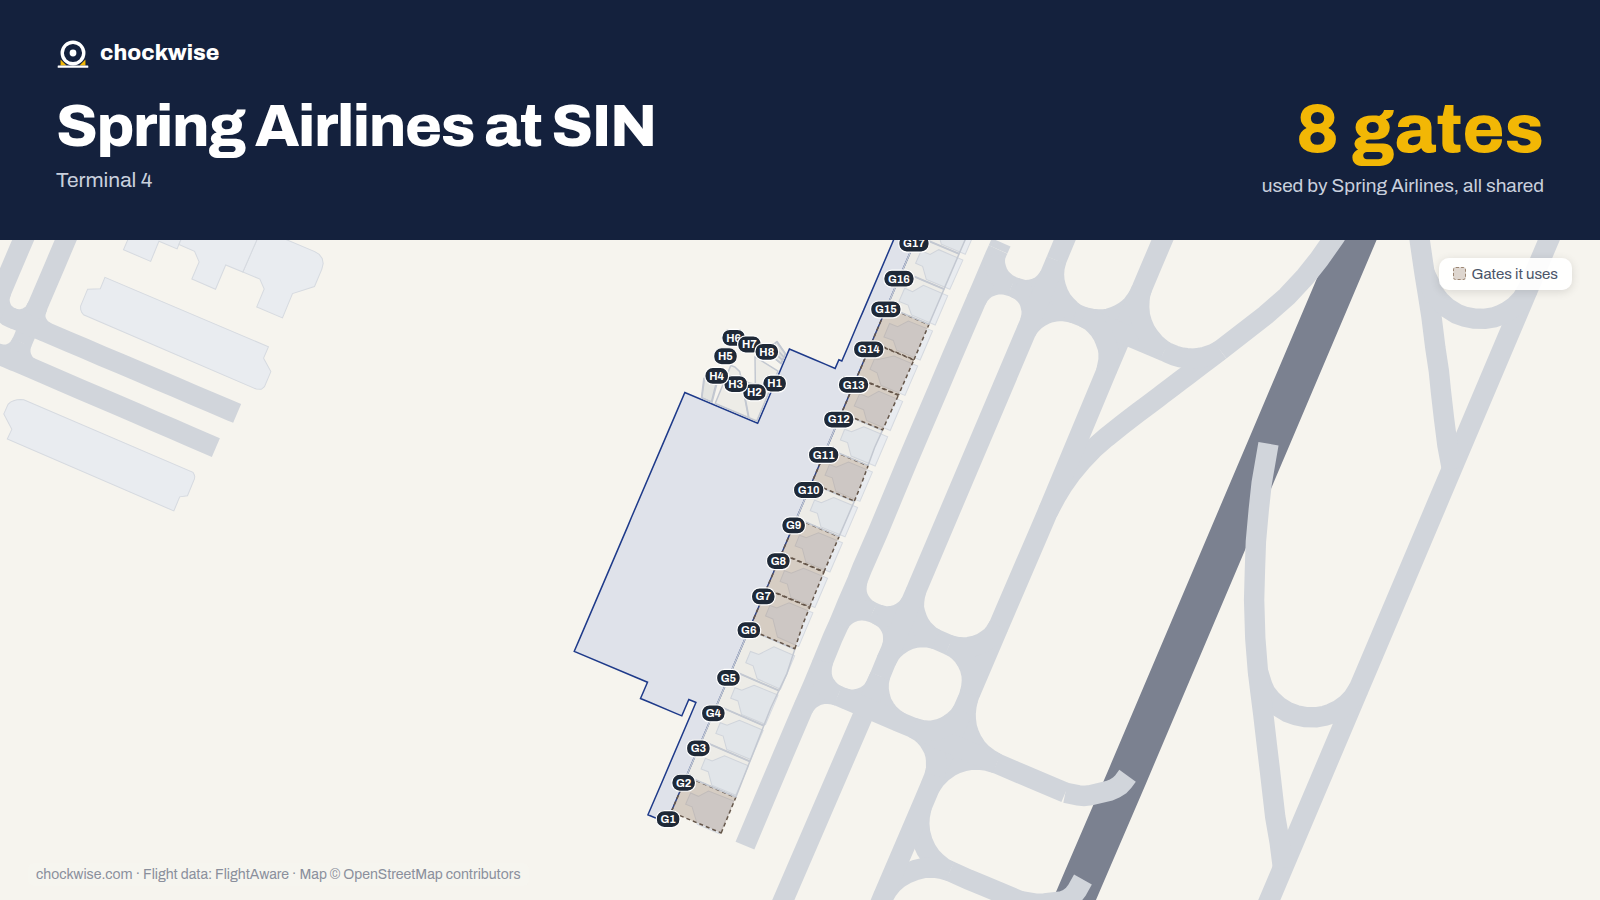 chockwise
Spring Airlines at SIN
Terminal 4
8 gates
used by Spring Airlines, all shared
Gates it uses
G17
G16
G15
G14
G13
G12
G11
G10
G9
G8
G7
G6
G5
G4
G3
G2
G1
H6
H7
H8
H5
H4
H3
H2
H1
chockwise.com · Flight data: FlightAware · Map © OpenStreetMap contributors